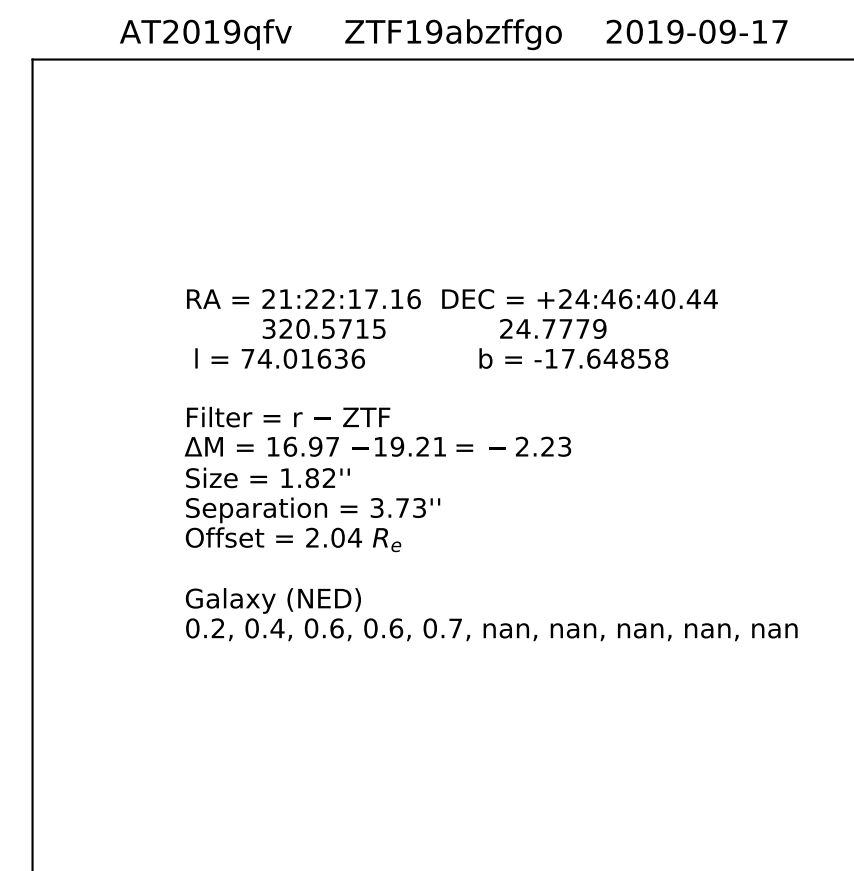 AT2019qfv ZTF19abzffgo 2019-09-17
RA = 21:22:17.16 DEC = +24:46:40.44
320.5715 24.7779
l = 74.01636 b = -17.64858
Filter = r − ZTF
ΔM = 16.97 −19.21 = − 2.23
Size = 1.82''
Separation = 3.73''
Offset = 2.04 Rₑ
Galaxy (NED)
0.2, 0.4, 0.6, 0.6, 0.7, nan, nan, nan, nan, nan